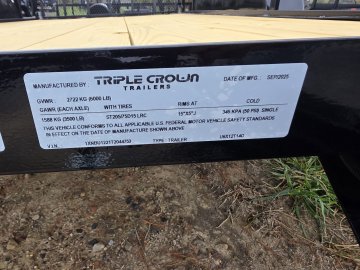 MANUFACTURED BY: TRIPLE CROWN TRAILERS DATE OF MFG.: SEP/2025
GVWR: 2722 KG (6000 LB)
GAWR (EACH AXLE) WITH TIRES RIMS AT COLD
1588 KG (3500 LB) ST205/75D15 LRC 15"X5"J 345 KPA (50 PSI) SINGLE
THIS VEHICLE CONFORMS TO ALL APPLICABLE U.S. FEDERAL MOTOR VEHICLE SAFETY STANDARDS
IN EFFECT ON THE DATE OF MANUFACTURE SHOWN ABOVE.
V.I.N. TYPE: TRAILER